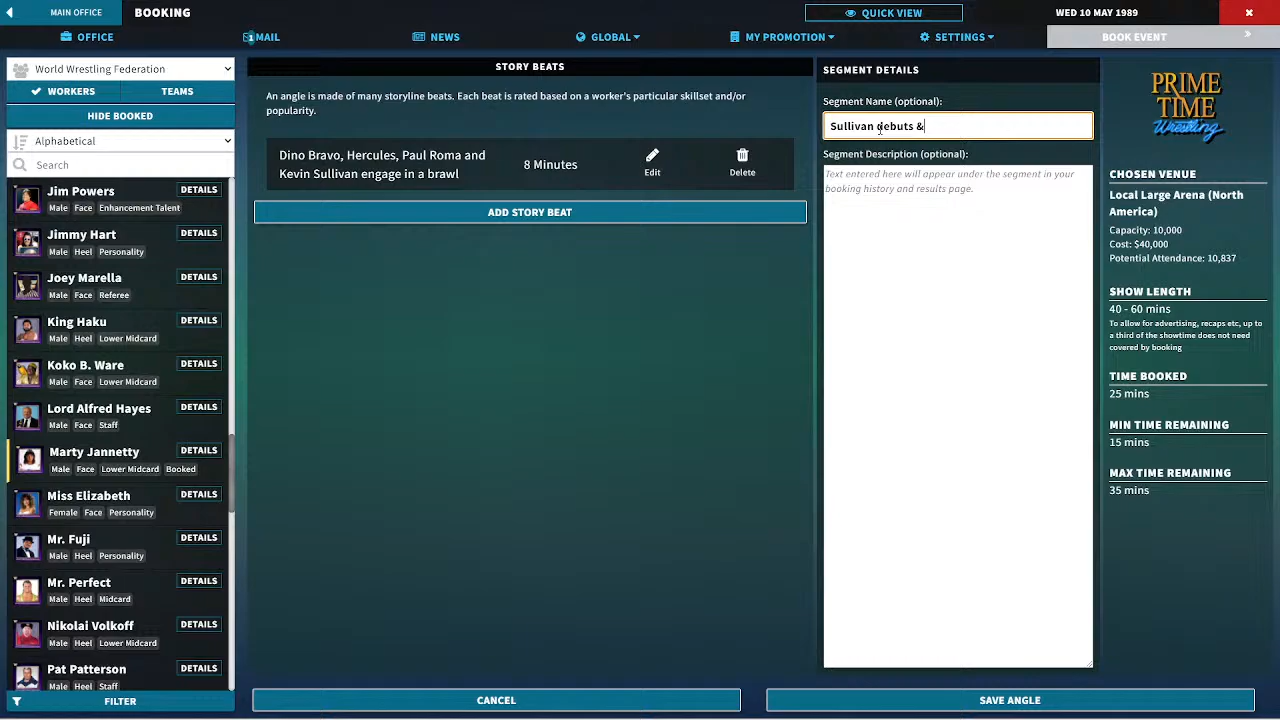 MAIN OFFICE
BOOKING
QUICK VIEW
WED 10 MAY 1989
OFFICE
EMAIL
NEWS
GLOBAL
MY PROMOTION
SETTINGS
BOOK EVENT
World Wrestling Federation
WORKERS
TEAMS
HIDE BOOKED
Alphabetical
Search
Jim Powers
DETAILS
Male Face Enhancement Talent
Jimmy Hart
DETAILS
Male Heel Personality
Joey Marella
DETAILS
Male Face Referee
King Haku
DETAILS
Male Heel Lower Midcard
Koko B. Ware
DETAILS
Male Face Lower Midcard
Lord Alfred Hayes
DETAILS
Male Face Staff
Marty Jannetty
DETAILS
Male Face Lower Midcard Booked
Miss Elizabeth
DETAILS
Female Face Personality
Mr. Fuji
DETAILS
Male Heel Personality
Mr. Perfect
DETAILS
Male Heel Midcard
Nikolai Volkoff
DETAILS
Male Heel Lower Midcard
Pat Patterson
DETAILS
Male Heel Staff
FILTER
STORY BEATS
An angle is made of many storyline beats. Each beat is rated based on a worker's particular skillset and/or
popularity.
Dino Bravo, Hercules, Paul Roma and
Kevin Sullivan engage in a brawl
8 Minutes
Edit
Delete
ADD STORY BEAT
CANCEL
SEGMENT DETAILS
Segment Name (optional):
Sullivan debuts &
Segment Description (optional):
Text entered here will appear under the segment in your
booking history and results page.
SAVE ANGLE
PRIME
TIME
Wrestling
CHOSEN VENUE
Local Large Arena (North
America)
Capacity: 10,000
Cost: $40,000
Potential Attendance: 10,837
SHOW LENGTH
40 - 60 mins
To allow for advertising, recaps etc, up to
a third of the showtime does not need
covered by booking
TIME BOOKED
25 mins
MIN TIME REMAINING
15 mins
MAX TIME REMAINING
35 mins